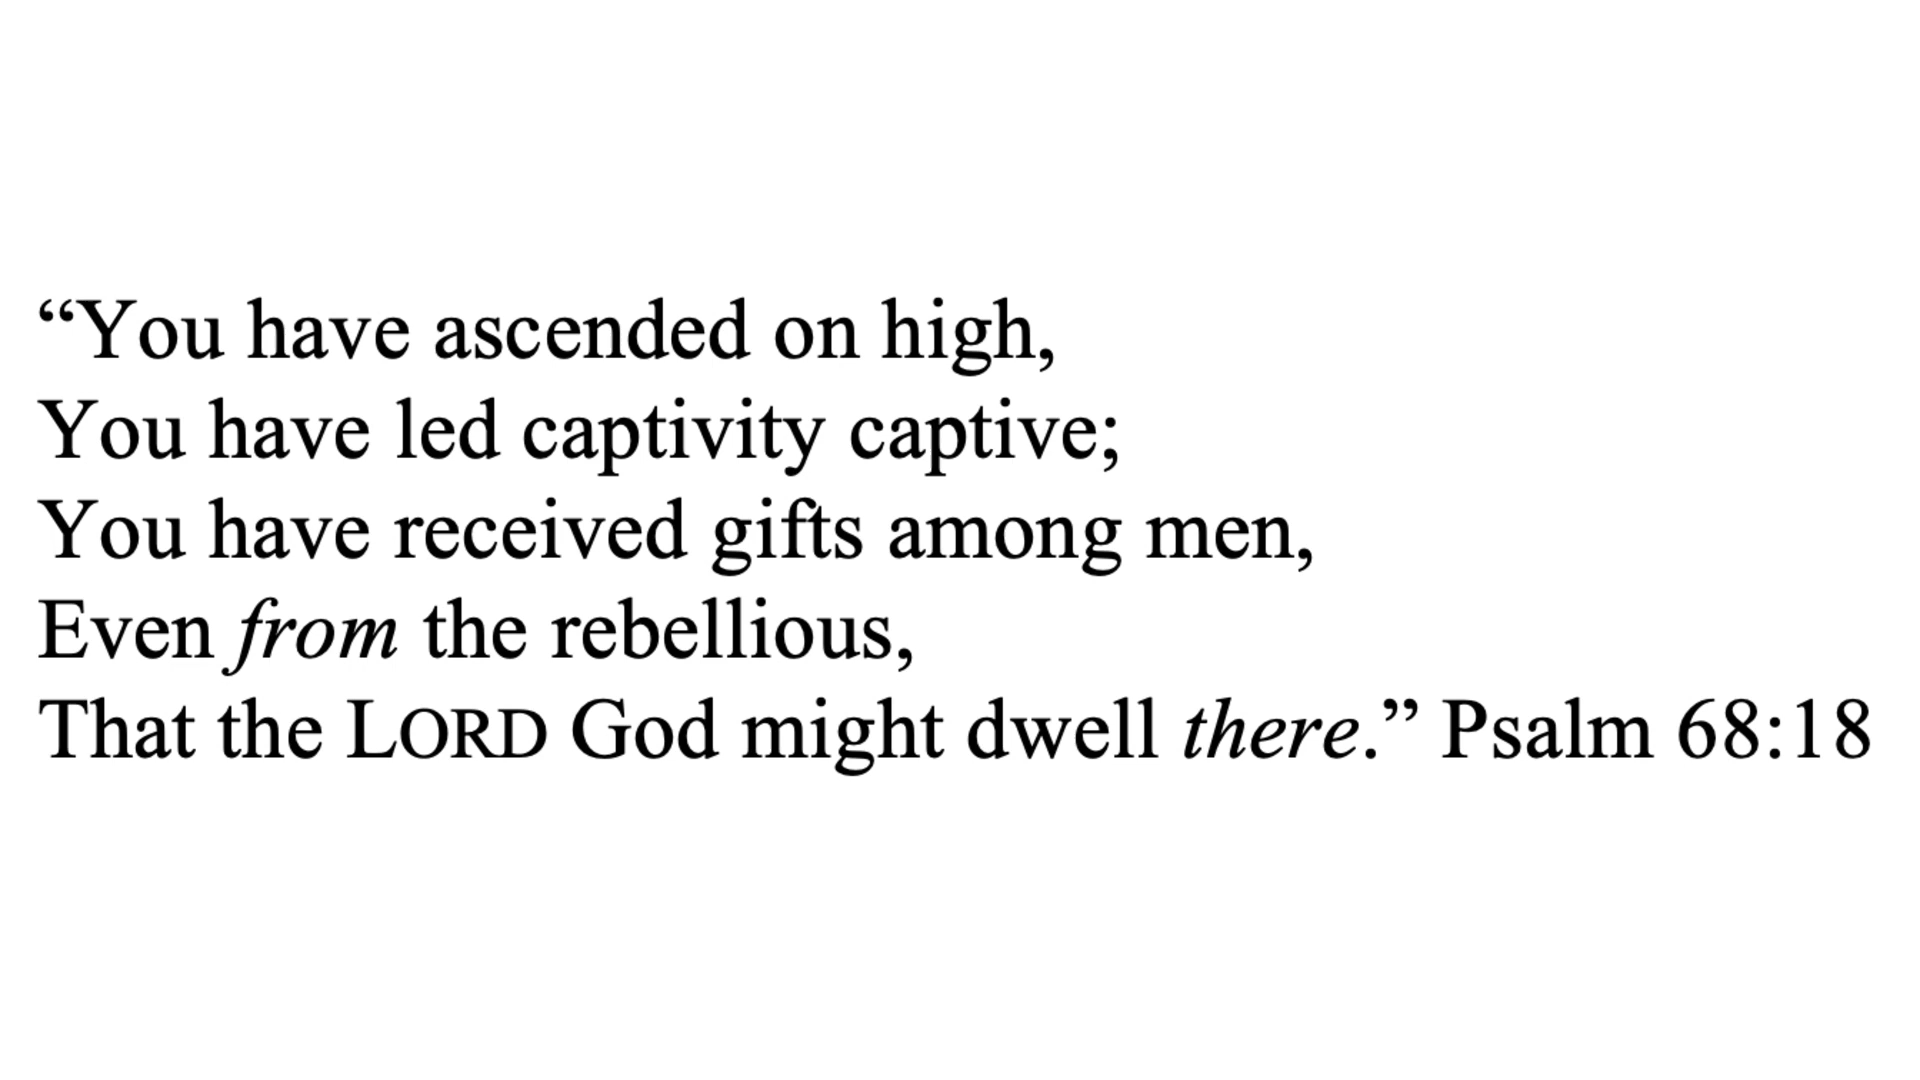 “You have ascended on high,
You have led captivity captive;
You have received gifts among men,
Even from the rebellious,
That the LORD God might dwell there.” Psalm 68:18